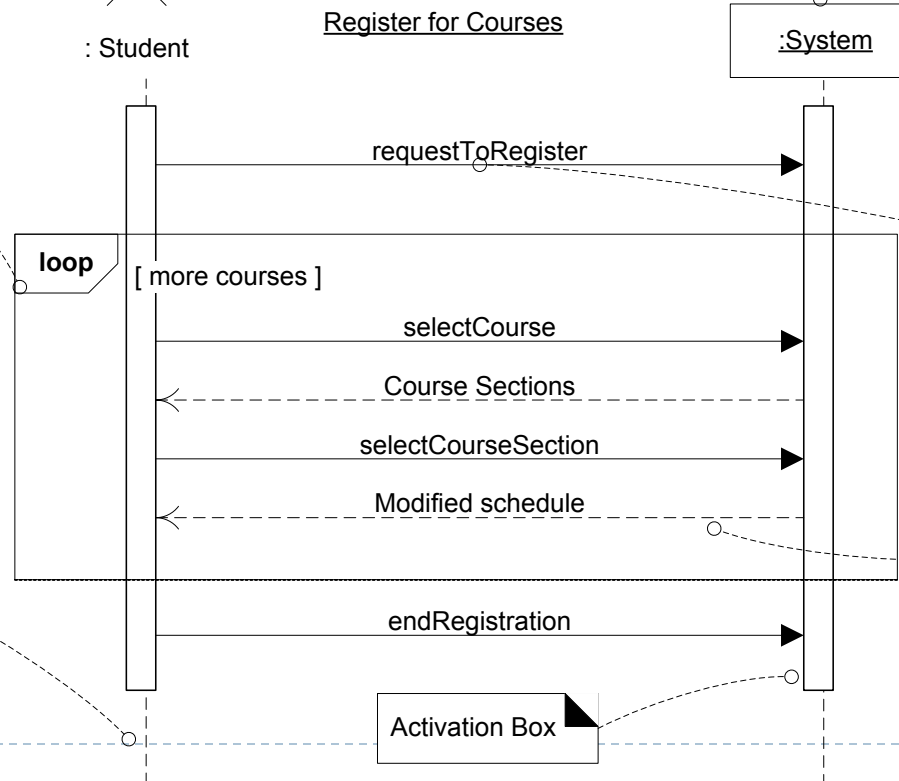 Register for Courses
: Student
:System
requestToRegister
loop
[ more courses ]
selectCourse
Course Sections
selectCourseSection
Modified schedule
endRegistration
Activation Box